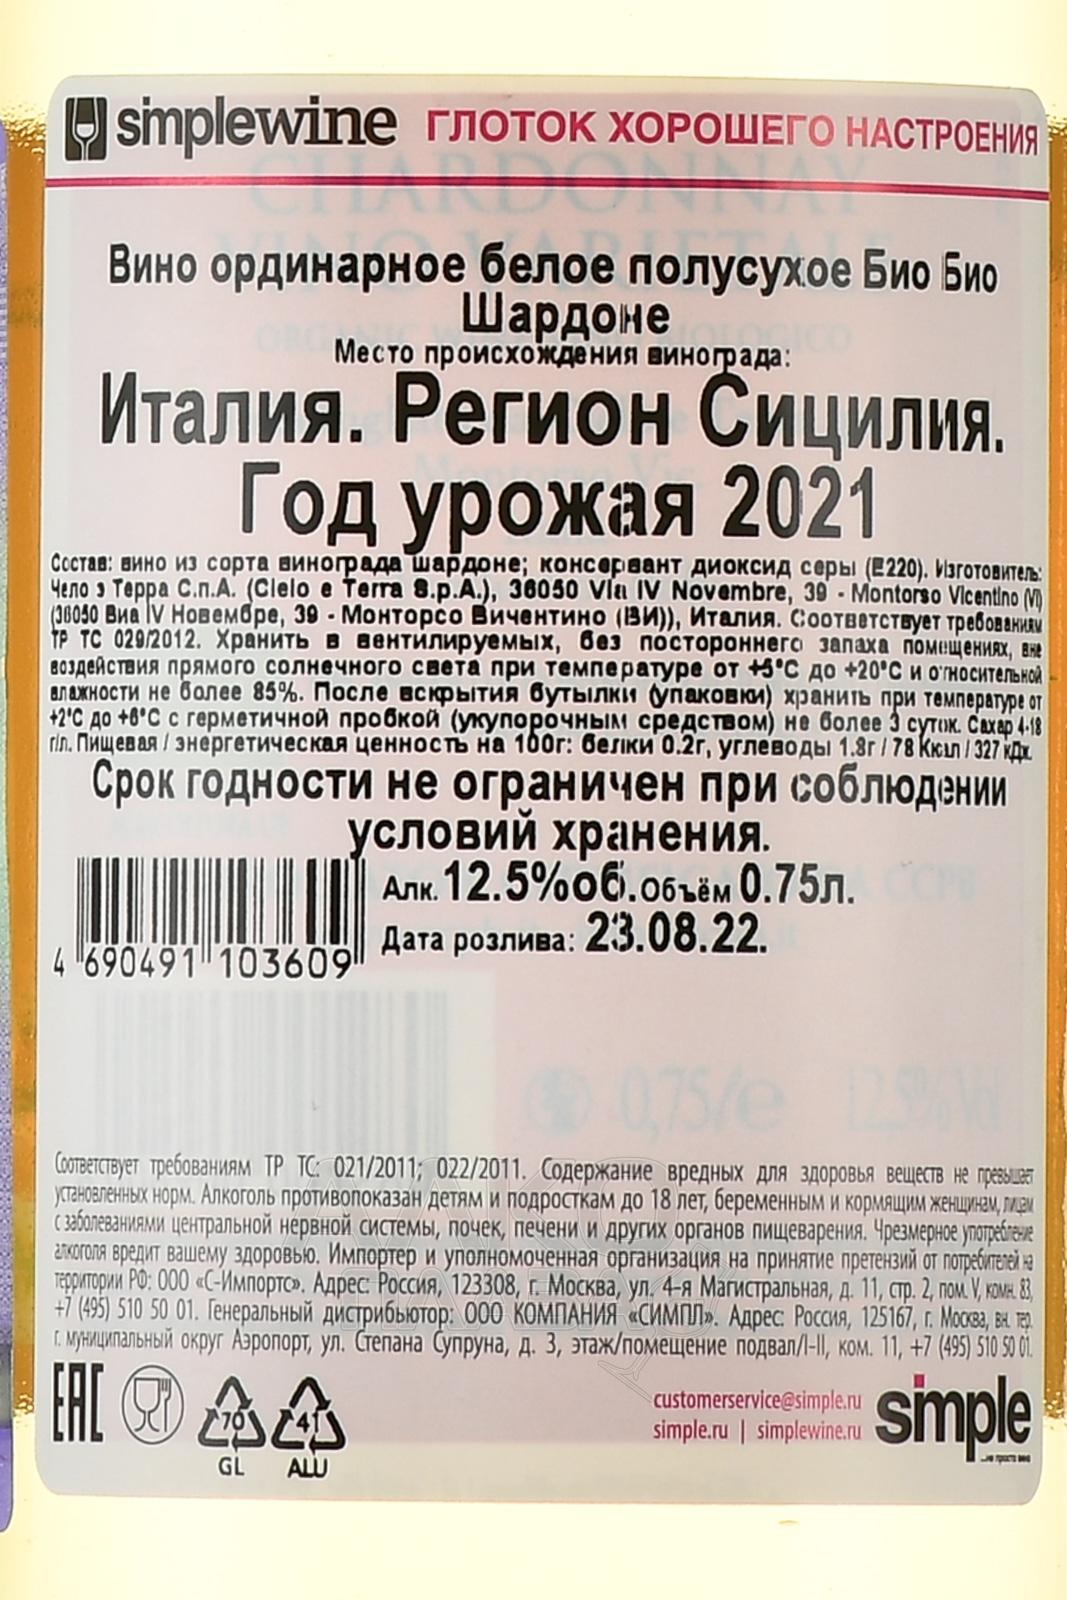 simplewine ГЛОТОК ХОРОШЕГО НАСТРОЕНИЯ
CHARDONNAY
VINO VARIETALE
Вино ординарное белое полусухое Био Био
Шардоне
Место происхождения винограда:
Италия. Регион Сицилия.
Год урожая 2021
Состав: вино из сорта винограда шардоне; консервант диоксид серы (Е220). Изготовитель:
Чело э Терра С.п.А. (Cielo e Terra S.p.A.), 36050 Via IV Novembre, 39 - Montorso Vicentino (VI)
(36050 Виа IV Новембре, 39 - Монторсо Вичентино (ВИ)), Италия. Соответствует требованиям
ТР ТС 029/2012. Хранить в вентилируемых, без постороннего запаха помещениях, вне
воздействия прямого солнечного света при температуре от +5°С до +20°С и относительной
влажности не более 85%. После вскрытия бутылки (упаковки) хранить при температуре от
+2°С до +6°С с герметичной пробкой (укупорочным средством) не более 3 суток. Сахар 4-18
г/л. Пищевая / энергетическая ценность на 100г: белки 0.2г, углеводы 1.8г / 78 Ккал / 327 кДж.
Срок годности не ограничен при соблюдении
условий хранения.
Алк. 12.5%об. Объём 0.75л.
Дата розлива: 23.08.22.
4 690491 103609
0,75 l e 12,5% Vol
Соответствует требованиям ТР ТС: 021/2011; 022/2011. Содержание вредных для здоровья веществ не превышает
установленных норм. Алкоголь противопоказан детям и подросткам до 18 лет, беременным и кормящим женщинам, лицам
с заболеваниями центральной нервной системы, почек, печени и других органов пищеварения. Чрезмерное употребление
алкоголя вредит вашему здоровью. Импортер и уполномоченная организация на принятие претензий от потребителей на
территории РФ: ООО «С-Импортс». Адрес: Россия, 123308, г. Москва, ул. 4-я Магистральная, д. 11, стр. 2, пом. V, комн. 83,
+7 (495) 510 50 01. Генеральный дистрибьютор: ООО КОМПАНИЯ «СИМПЛ». Адрес: Россия, 125167, г. Москва, вн. тер.
г. муниципальный округ Аэропорт, ул. Степана Супруна, д. 3, этаж/помещение подвал/I-II, ком. 11, +7 (495) 510 50 01.
EAC 70 GL 41 ALU
customerservice@simple.ru
simple.ru | simplewine.ru
simple
...не просто вино